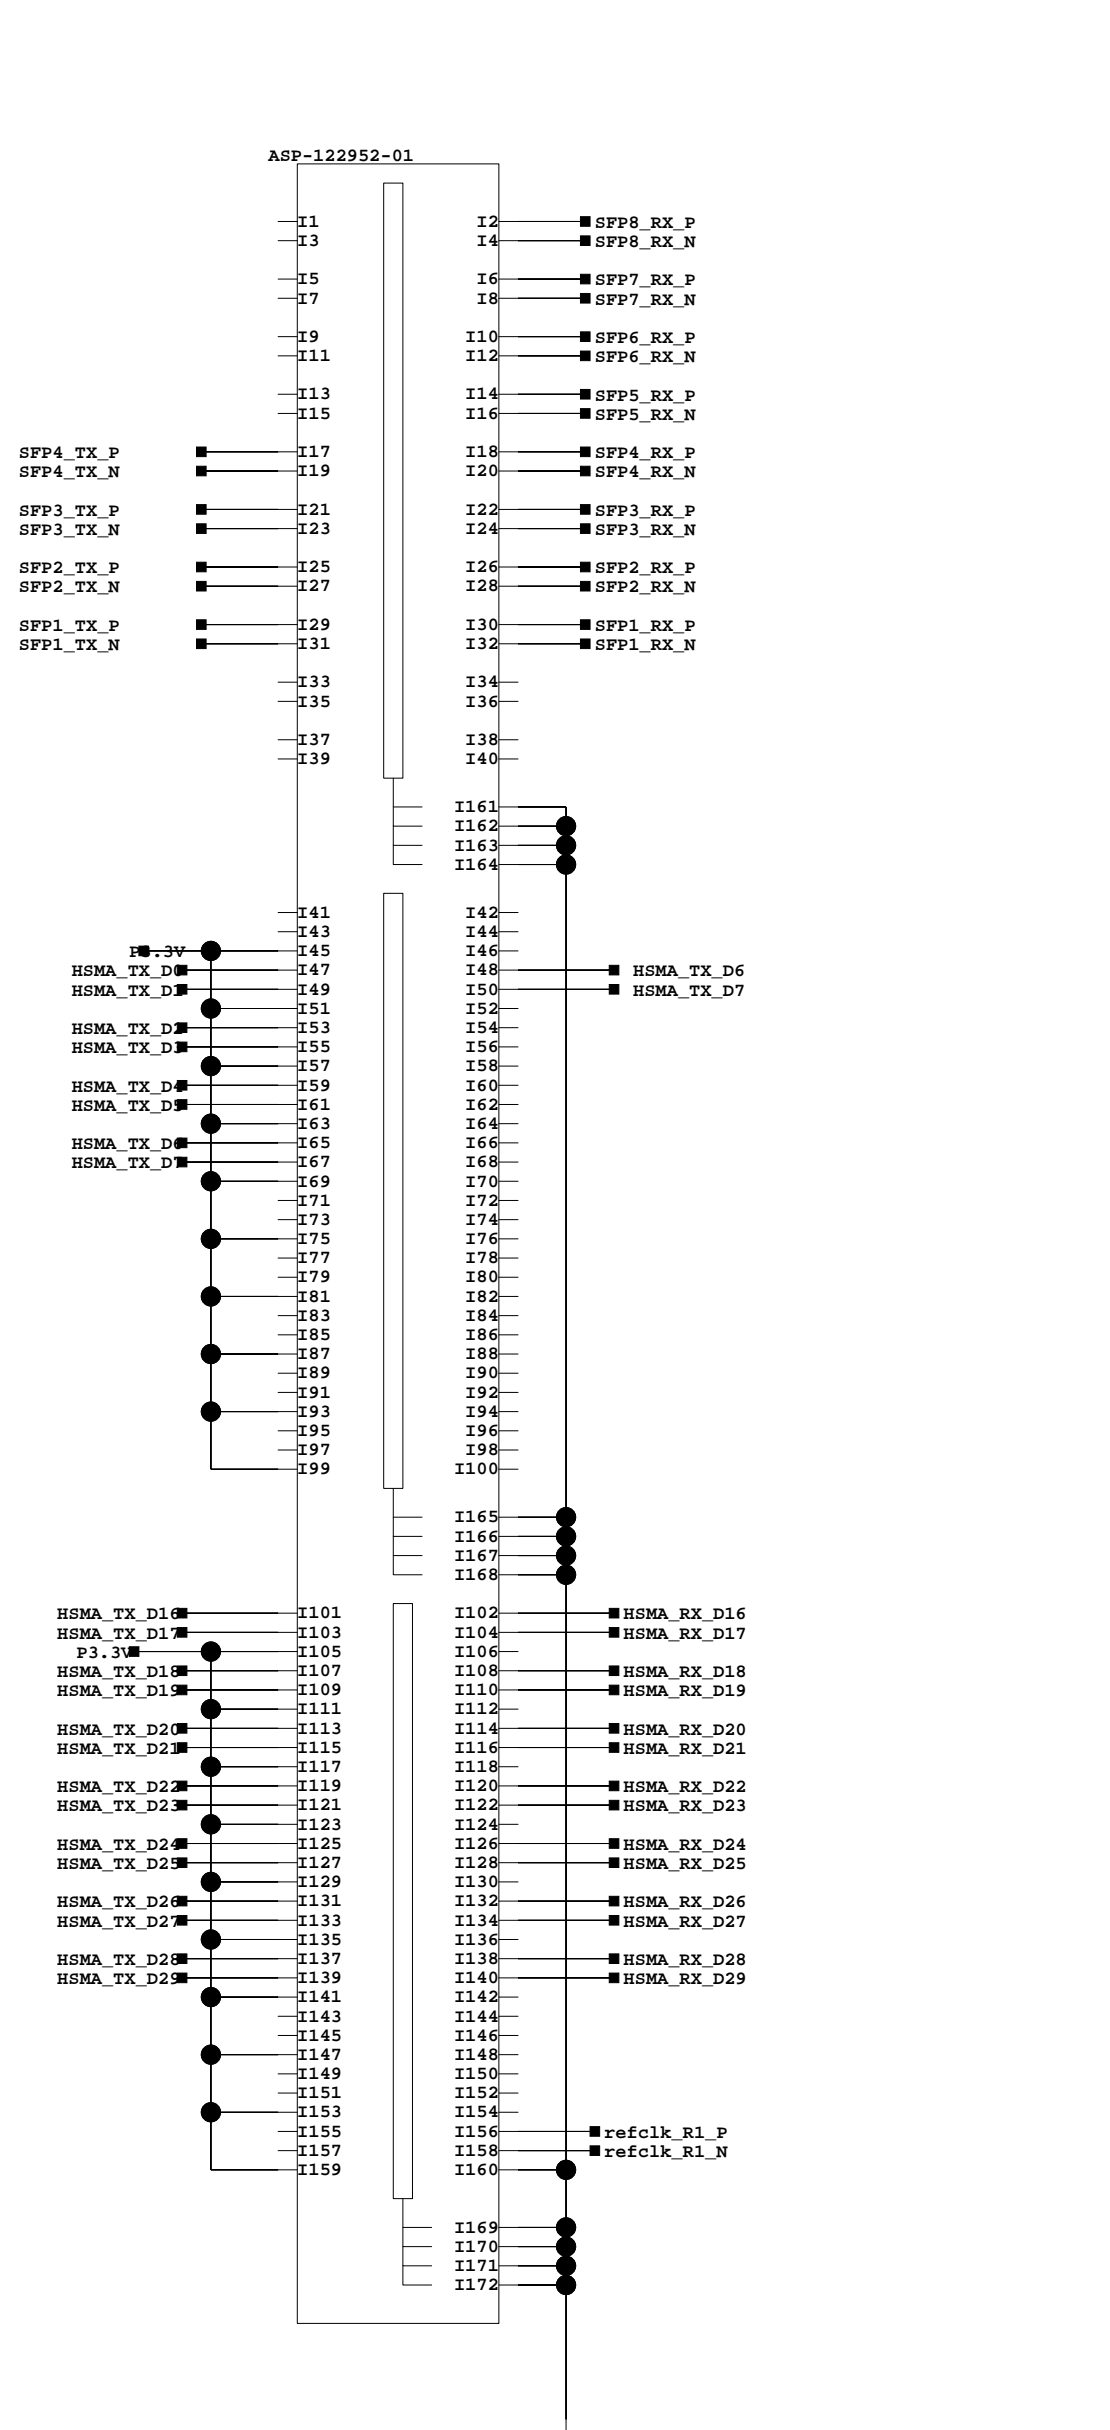 ASP-122952-01
I1 I2 SFP8_RX_P
I3 I4 SFP8_RX_N
I5 I6 SFP7_RX_P
I7 I8 SFP7_RX_N
I9 I10 SFP6_RX_P
I11 I12 SFP6_RX_N
I13 I14 SFP5_RX_P
I15 I16 SFP5_RX_N
SFP4_TX_P I17 I18 SFP4_RX_P
SFP4_TX_N I19 I20 SFP4_RX_N
SFP3_TX_P I21 I22 SFP3_RX_P
SFP3_TX_N I23 I24 SFP3_RX_N
SFP2_TX_P I25 I26 SFP2_RX_P
SFP2_TX_N I27 I28 SFP2_RX_N
SFP1_TX_P I29 I30 SFP1_RX_P
SFP1_TX_N I31 I32 SFP1_RX_N
I33 I34
I35 I36
I37 I38
I39 I40
I161
I162
I163
I164
I41 I42
I43 I44
P3.3V I45 I46
HSMA_TX_D0 I47 I48 HSMA_TX_D6
HSMA_TX_D1 I49 I50 HSMA_TX_D7
I51 I52
HSMA_TX_D2 I53 I54
HSMA_TX_D3 I55 I56
I57 I58
HSMA_TX_D4 I59 I60
HSMA_TX_D5 I61 I62
I63 I64
HSMA_TX_D6 I65 I66
HSMA_TX_D7 I67 I68
I69 I70
I71 I72
I73 I74
I75 I76
I77 I78
I79 I80
I81 I82
I83 I84
I85 I86
I87 I88
I89 I90
I91 I92
I93 I94
I95 I96
I97 I98
I99 I100
I165
I166
I167
I168
HSMA_TX_D16 I101 I102 HSMA_RX_D16
HSMA_TX_D17 I103 I104 HSMA_RX_D17
P3.3V I105 I106
HSMA_TX_D18 I107 I108 HSMA_RX_D18
HSMA_TX_D19 I109 I110 HSMA_RX_D19
I111 I112
HSMA_TX_D20 I113 I114 HSMA_RX_D20
HSMA_TX_D21 I115 I116 HSMA_RX_D21
I117 I118
HSMA_TX_D22 I119 I120 HSMA_RX_D22
HSMA_TX_D23 I121 I122 HSMA_RX_D23
I123 I124
HSMA_TX_D24 I125 I126 HSMA_RX_D24
HSMA_TX_D25 I127 I128 HSMA_RX_D25
I129 I130
HSMA_TX_D26 I131 I132 HSMA_RX_D26
HSMA_TX_D27 I133 I134 HSMA_RX_D27
I135 I136
HSMA_TX_D28 I137 I138 HSMA_RX_D28
HSMA_TX_D29 I139 I140 HSMA_RX_D29
I141 I142
I143 I144
I145 I146
I147 I148
I149 I150
I151 I152
I153 I154
I155 I156 refclk_R1_P
I157 I158 refclk_R1_N
I159 I160
I169
I170
I171
I172